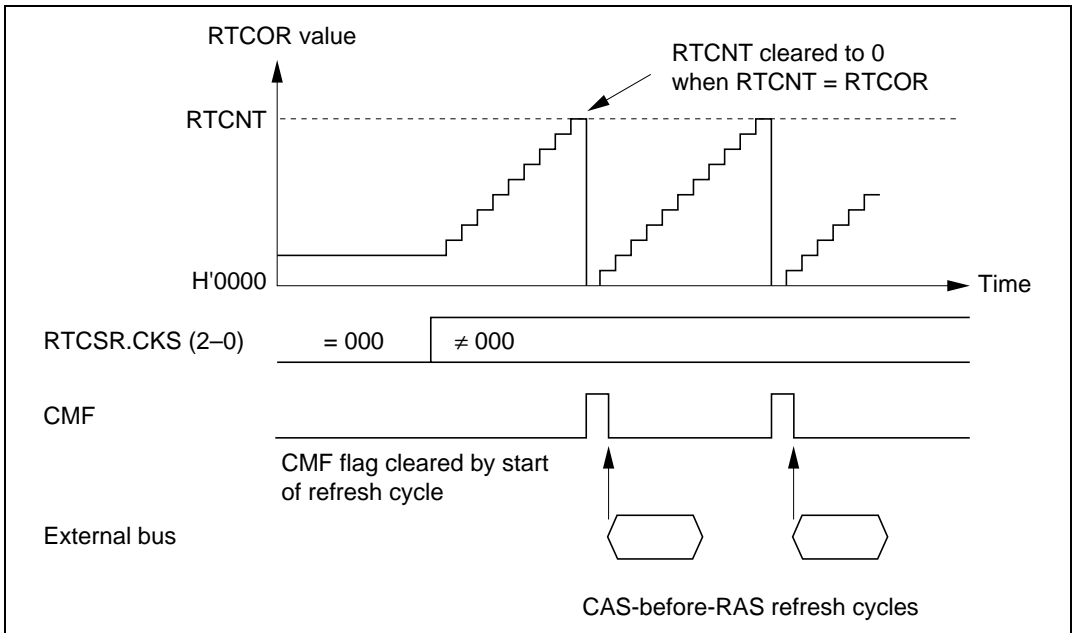 RTCOR value
RTCNT cleared to 0
when RTCNT = RTCOR
RTCNT
H'0000
Time
RTCSR.CKS (2–0)
= 000
≠ 000
CMF
CMF flag cleared by start
of refresh cycle
External bus
CAS-before-RAS refresh cycles